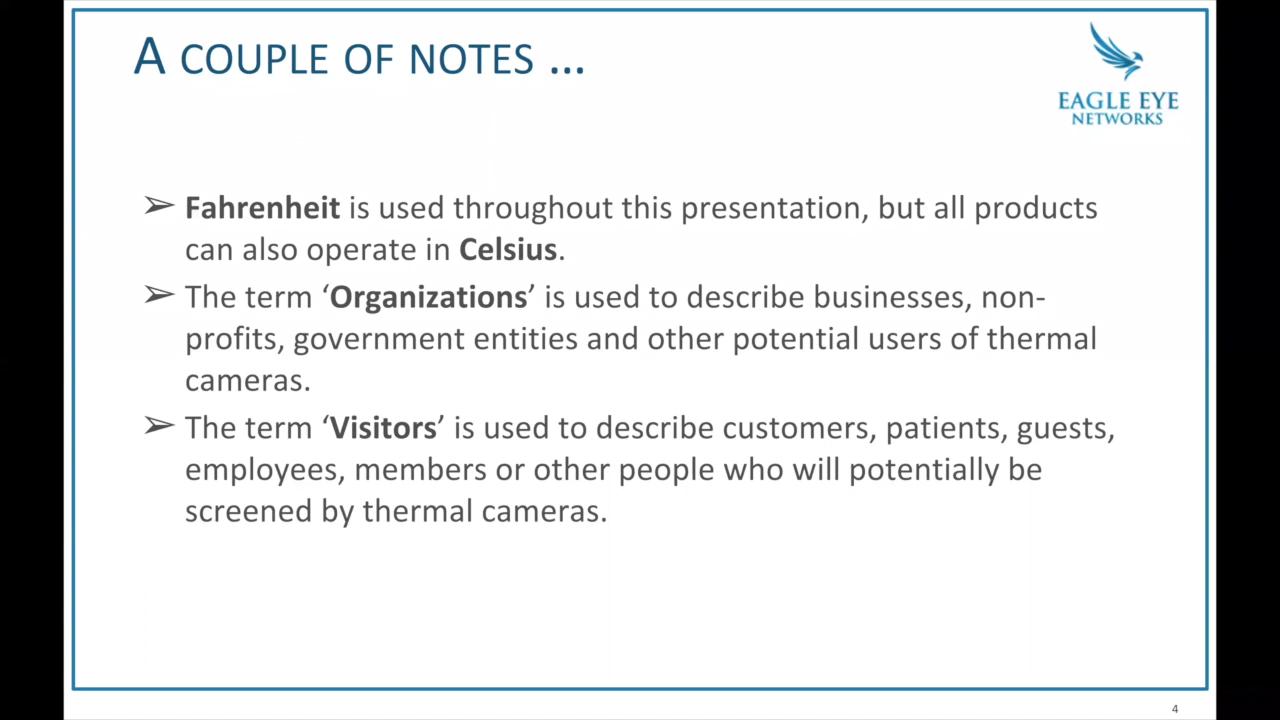 A COUPLE OF NOTES ...
EAGLE EYE
NETWORKS
➢ Fahrenheit is used throughout this presentation, but all products
can also operate in Celsius.
➢ The term ‘Organizations’ is used to describe businesses, non-
profits, government entities and other potential users of thermal
cameras.
➢ The term ‘Visitors’ is used to describe customers, patients, guests,
employees, members or other people who will potentially be
screened by thermal cameras.
4